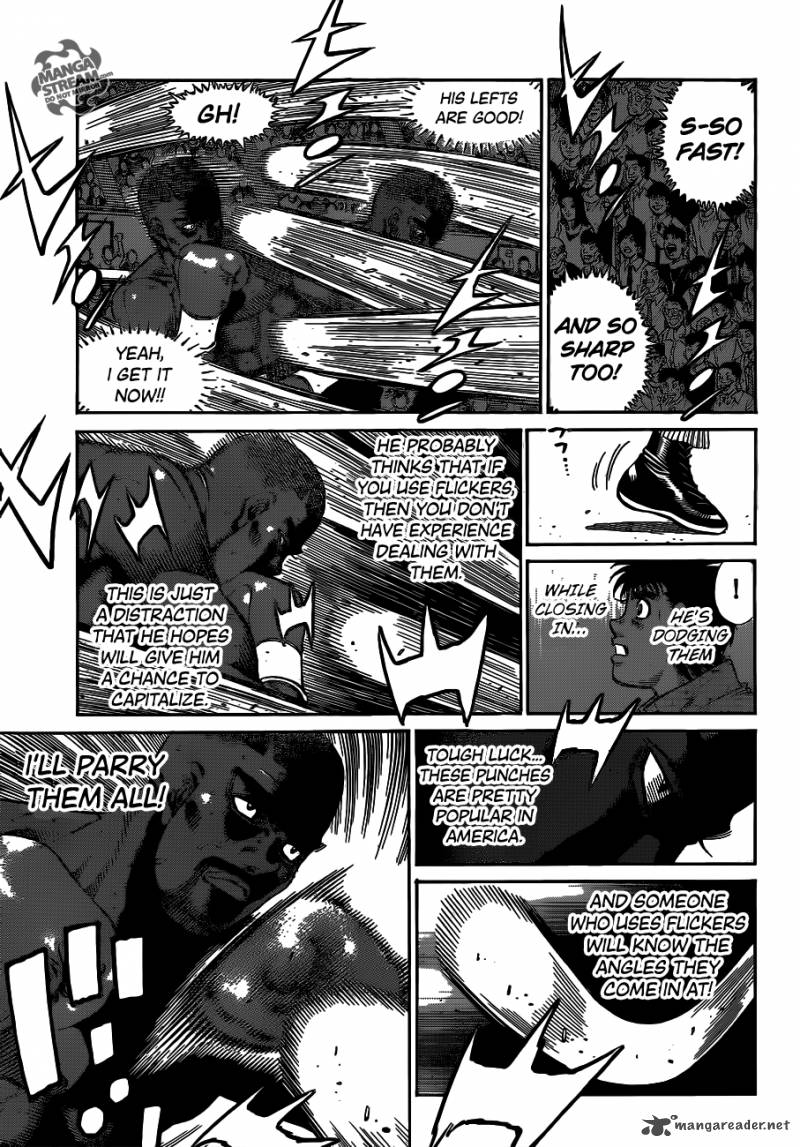 MANGA
STREAM.com
DO NOT MIRROR
S-SO
FAST!
AND SO
SHARP
TOO!
HIS LEFTS
ARE GOOD!
GH!
YEAH,
I GET IT
NOW!!
!
HE'S
DODGING
THEM
WHILE
CLOSING
IN...
HE PROBABLY
THINKS THAT IF
YOU USE FLICKERS,
THEN YOU DON'T
HAVE EXPERIENCE
DEALING WITH
THEM.
THIS IS JUST
A DISTRACTION
THAT HE HOPES
WILL GIVE HIM
A CHANCE TO
CAPITALIZE.
TOUGH LUCK...
THESE PUNCHES
ARE PRETTY
POPULAR IN
AMERICA.
AND SOMEONE
WHO USES FLICKERS
WILL KNOW THE
ANGLES THEY
COME IN AT!
I'LL PARRY
THEM ALL!
mangareader.net